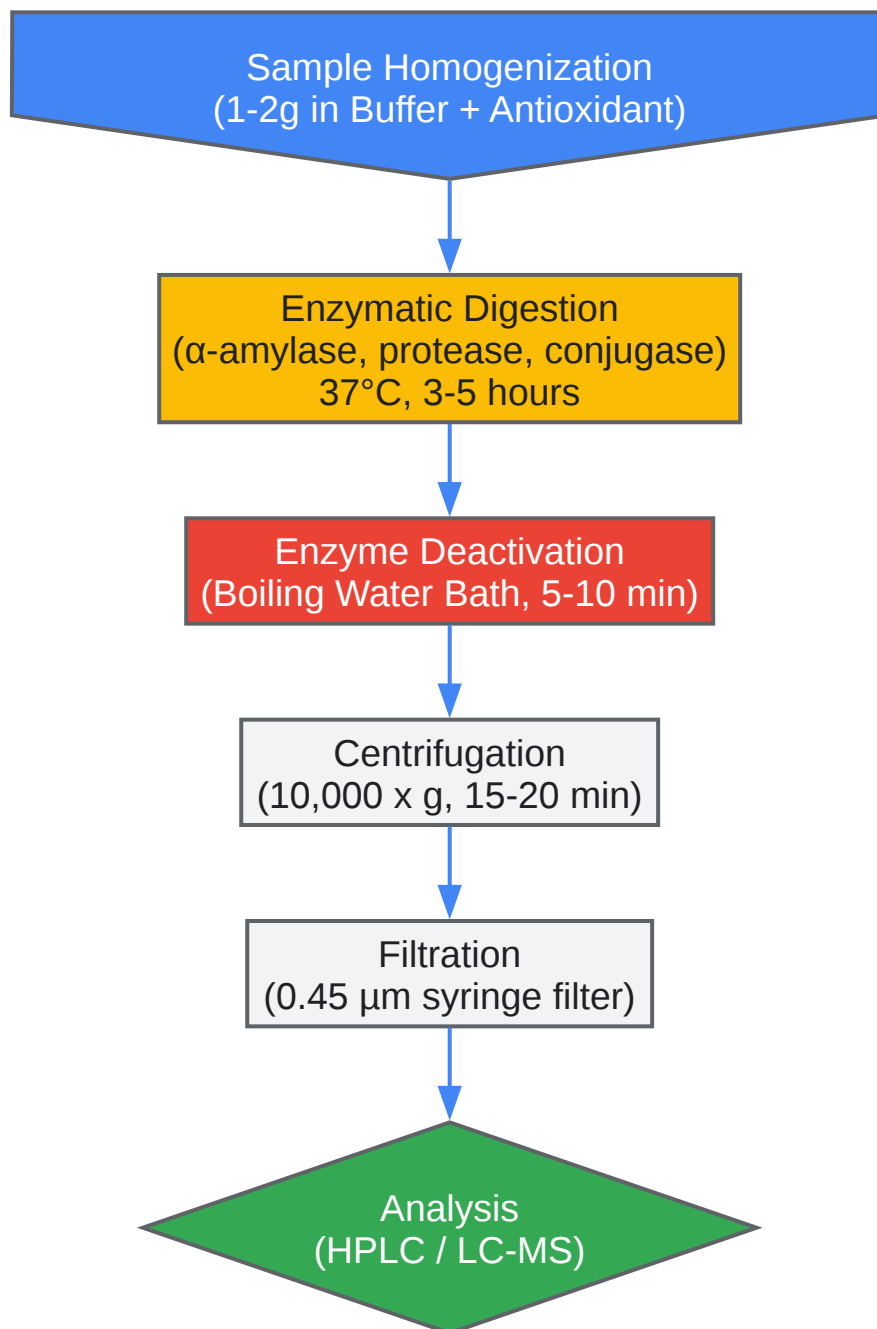 Sample Homogenization
(1-2g in Buffer + Antioxidant)
Enzymatic Digestion
(α-amylase, protease, conjugase)
37°C, 3-5 hours
Enzyme Deactivation
(Boiling Water Bath, 5-10 min)
Centrifugation
(10,000 x g, 15-20 min)
Filtration
(0.45 µm syringe filter)
Analysis
(HPLC / LC-MS)